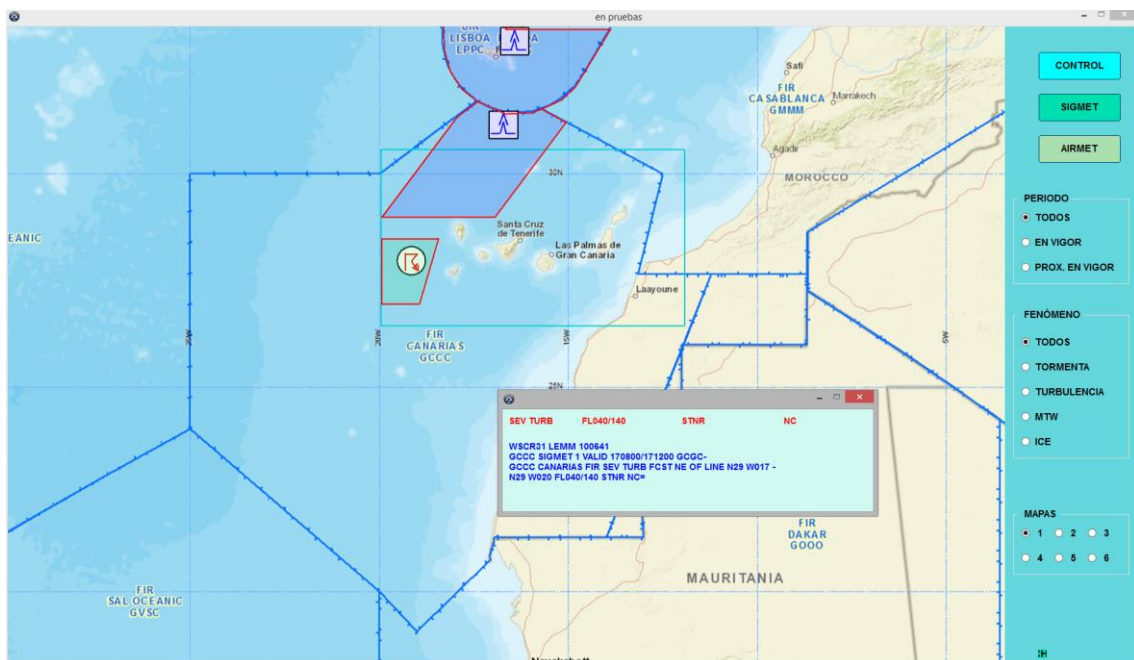 en pruebas
LISBOA
LPPC
Safi
FIR
CASABLANCA
GMMM
Marrakech
Agadir
MOROCCO
30N
Santa Cruz
de Tenerife
Las Palmas de
Gran Canaria
Laayoune
EANIC
25W
20W
15W
5W
FIR
CANARIAS
GCCC
25N
SEV TURB FL040/140 STNR NC
WSCR31 LEMM 100641
GCCC SIGMET 1 VALID 170800/171200 GCGC-
GCCC CANARIAS FIR SEV TURB FCST NE OF LINE N29 W017 -
N29 W020 FL040/140 STNR NC=
FIR
DAKAR
GOOO
MAURITANIA
FIR
SAL OCEANIC
GVSC
CONTROL
SIGMET
AIRMET
PERIODO
TODOS
EN VIGOR
PROX. EN VIGOR
FENÓMENO
TODOS
TORMENTA
TURBULENCIA
MTW
ICE
MAPAS
1 2 3
4 5 6